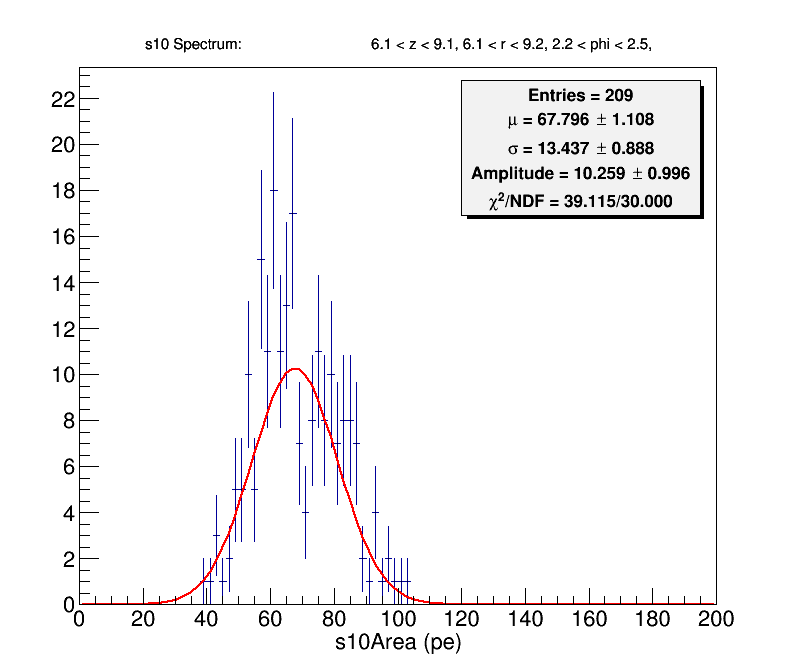 s10 Spectrum: 6.1 < z < 9.1, 6.1 < r < 9.2, 2.2 < phi < 2.5,
Entries = 209
μ = 67.796 ± 1.108
σ = 13.437 ± 0.888
Amplitude = 10.259 ± 0.996
χ²/NDF = 39.115/30.000
22
20
18
16
14
12
10
8
6
4
2
0
0 20 40 60 80 100 120 140 160 180 200
s10Area (pe)